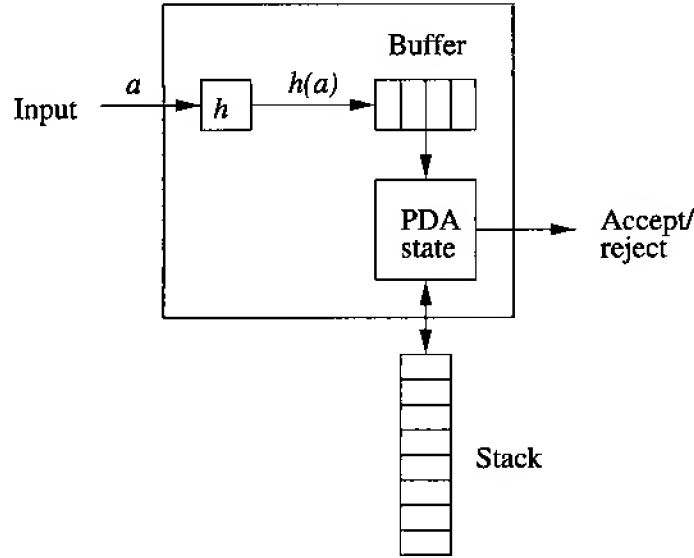 Buffer
Input
a
h
h(a)
PDA
state
Accept/
reject
Stack